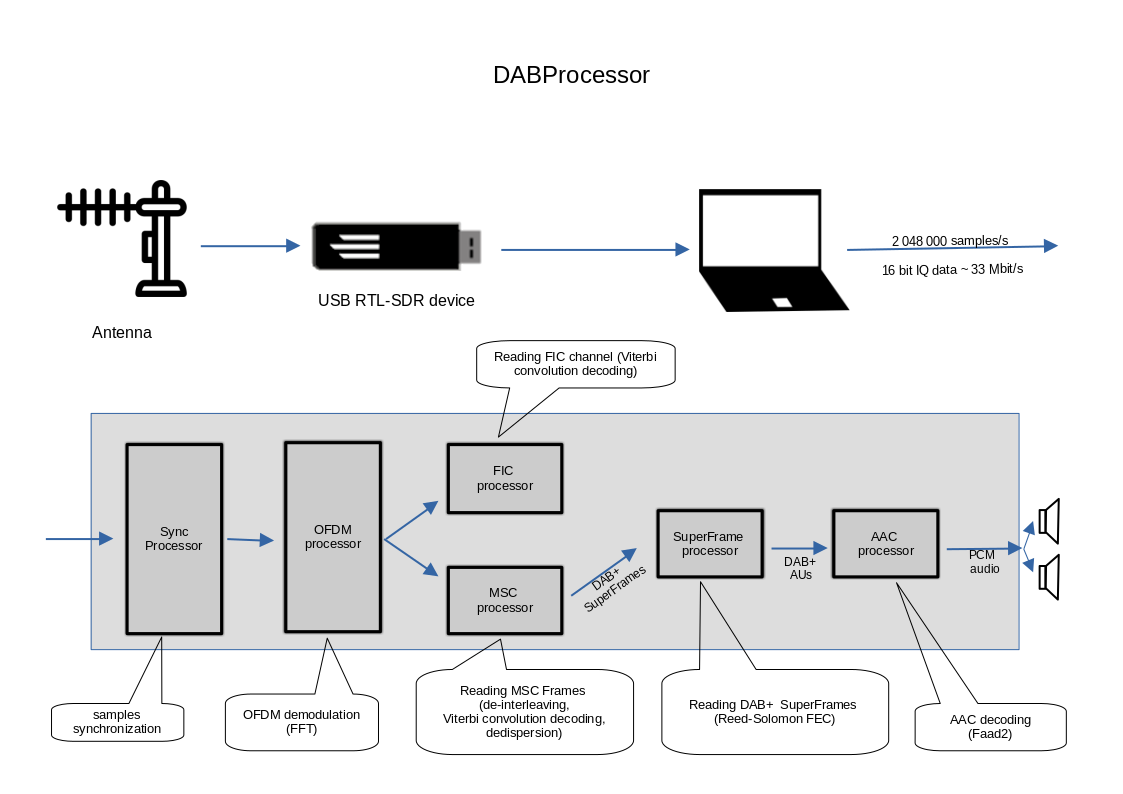 DABProcessor
2 048 000 samples/s
16 bit IQ data ~ 33 Mbit/s
USB RTL-SDR device
Antenna
Reading FIC channel (Viterbi
convolution decoding)
Sync
Processor
OFDM
processor
FIC
processor
MSC
processor
DAB+
SuperFrames
SuperFrame
processor
DAB+
AUs
AAC
processor
PCM
audio
samples
synchronization
OFDM demodulation
(FFT)
Reading MSC Frames
(de-interleaving,
Viterbi convolution decoding,
dedispersion)
Reading DAB+  SuperFrames
(Reed-Solomon FEC)
AAC decoding
(Faad2)